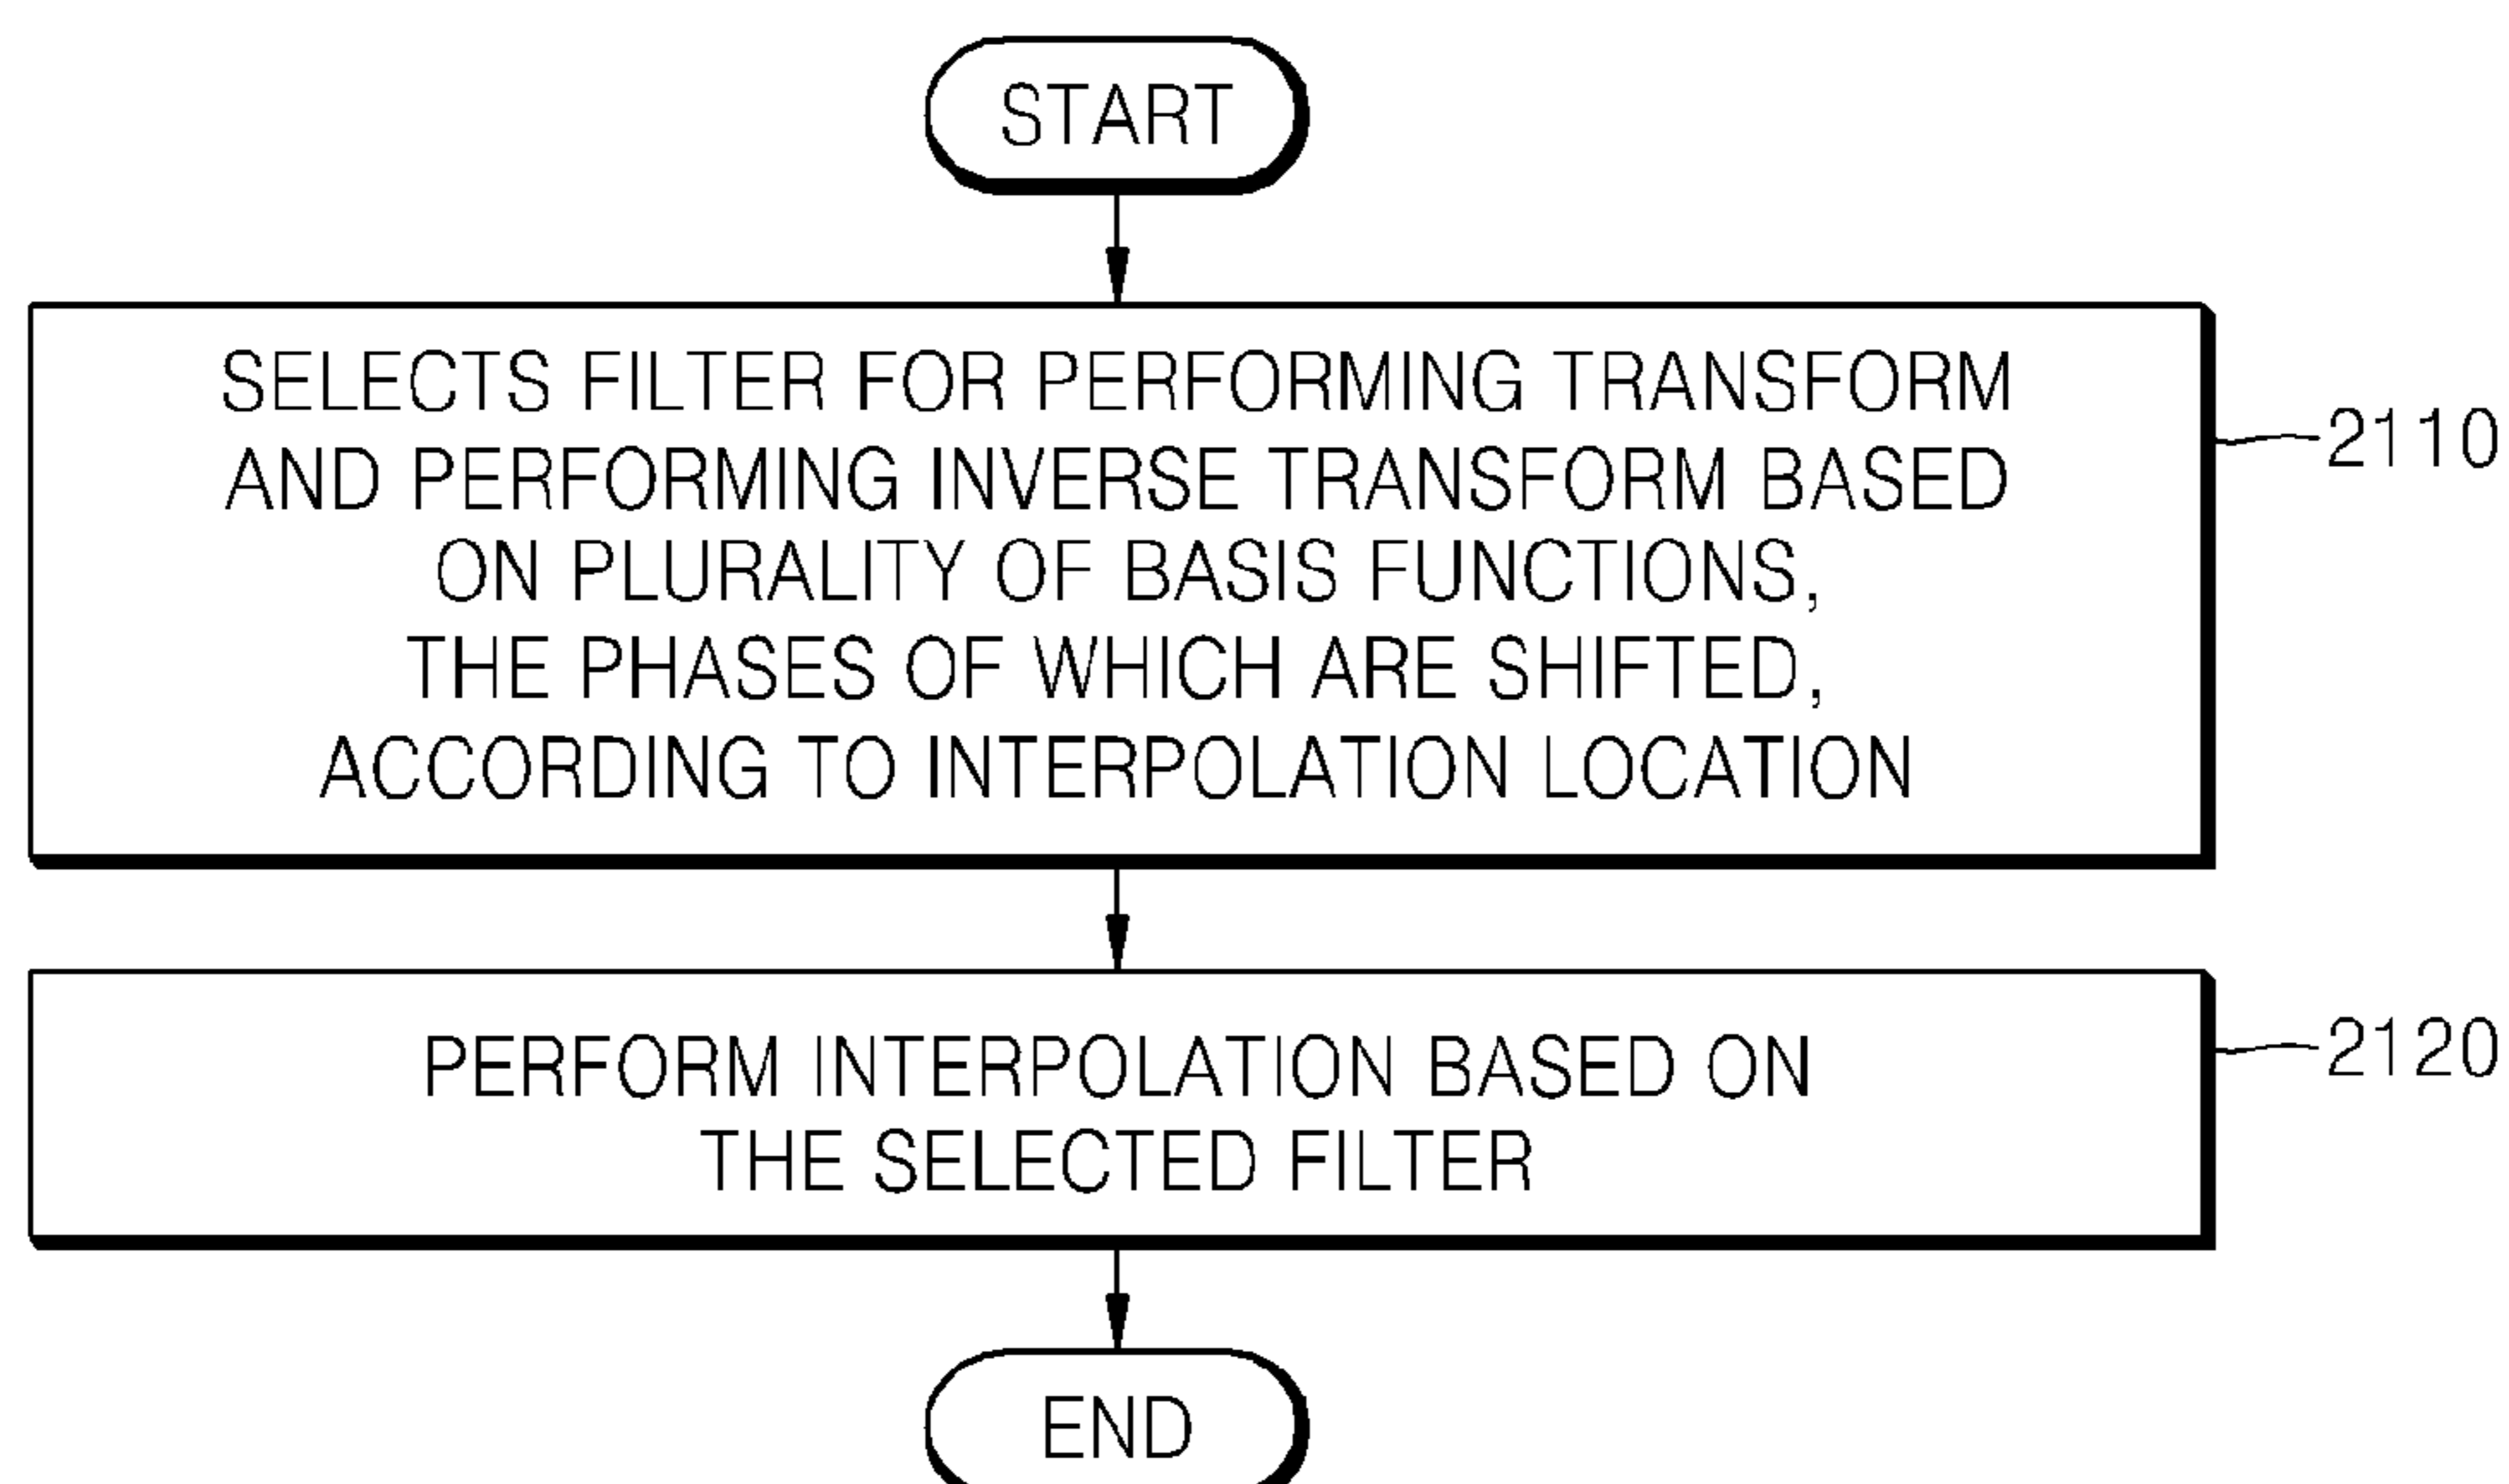 START
SELECTS FILTER FOR PERFORMING TRANSFORM
AND PERFORMING INVERSE TRANSFORM BASED
ON PLURALITY OF BASIS FUNCTIONS,
THE PHASES OF WHICH ARE SHIFTED,
ACCORDING TO INTERPOLATION LOCATION
2110
PERFORM INTERPOLATION BASED ON
THE SELECTED FILTER
2120
END